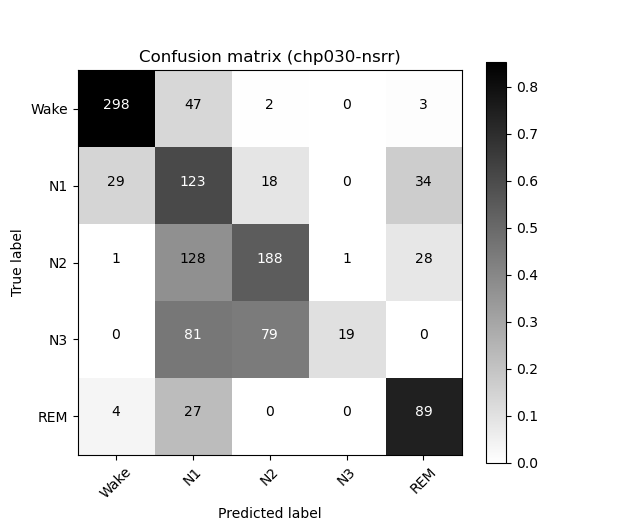 Confusion matrix (chp030-nsrr)
Wake 298 47 2 0 3
N1 29 123 18 0 34
N2 1 128 188 1 28
N3 0 81 79 19 0
REM 4 27 0 0 89
Wake N1 N2 N3 REM
Predicted label
True label
0.8
0.7
0.6
0.5
0.4
0.3
0.2
0.1
0.0